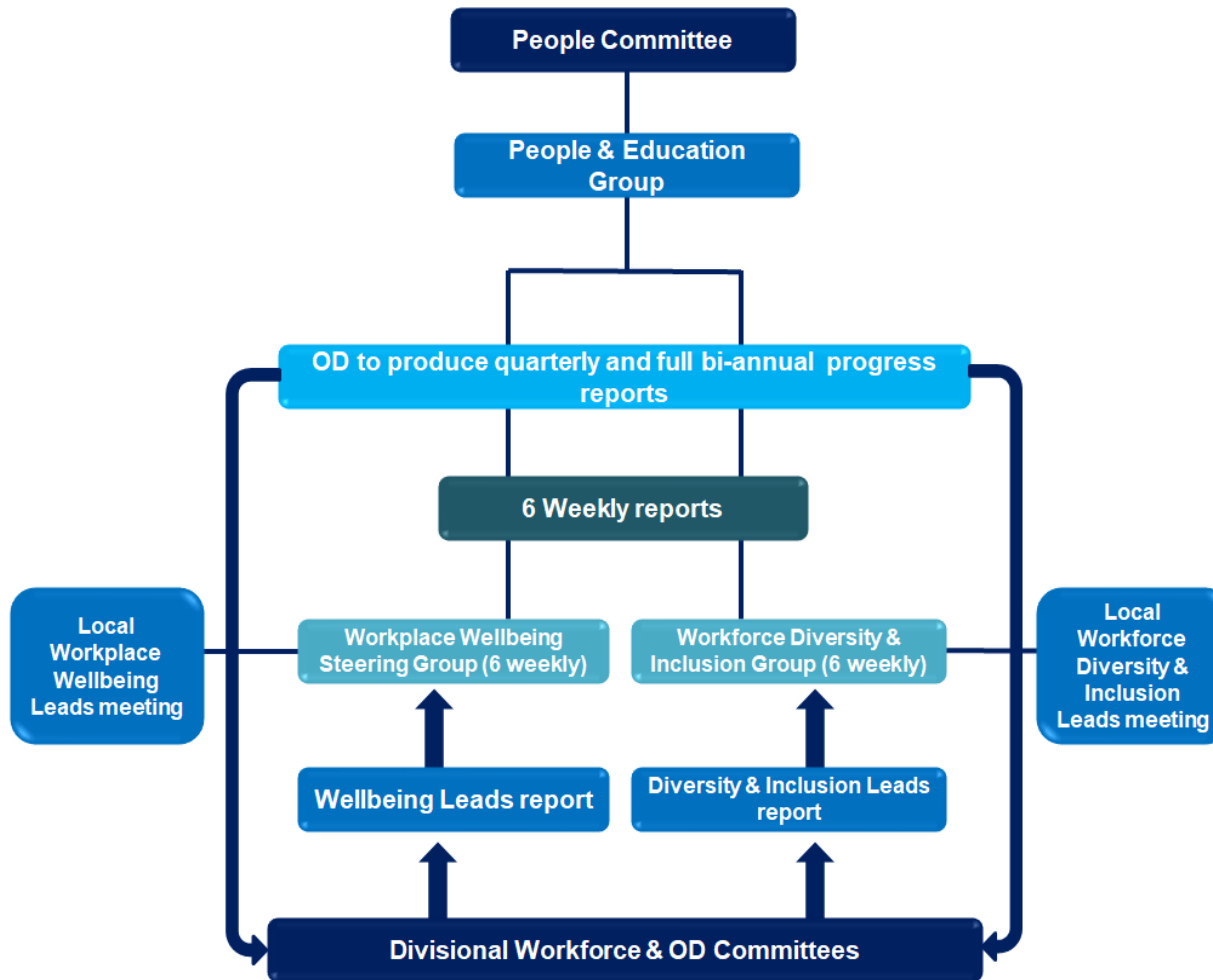 People Committee
People & Education
Group
OD to produce quarterly and full bi-annual progress
reports
6 Weekly reports
Local
Workplace
Wellbeing
Leads meeting
Workplace Wellbeing
Steering Group (6 weekly)
Workforce Diversity &
Inclusion Group (6 weekly)
Local
Workforce
Diversity &
Inclusion
Leads meeting
Wellbeing Leads report
Diversity & Inclusion Leads
report
Divisional Workforce & OD Committees